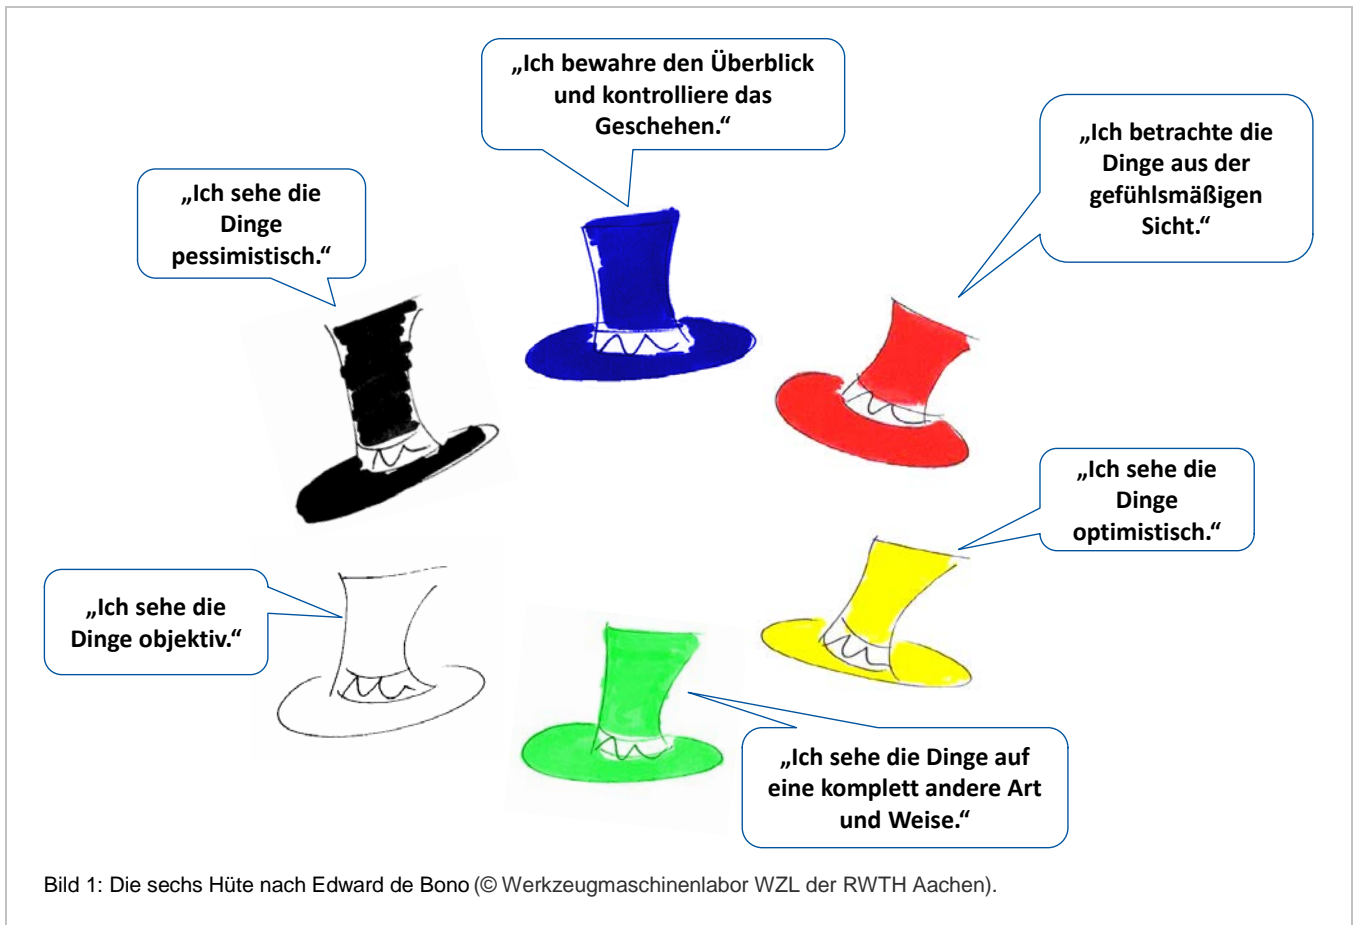 „Ich bewahre den Überblick
und kontrolliere das
Geschehen.“
„Ich betrachte die
Dinge aus der
gefühlsmäßigen
Sicht.“
„Ich sehe die
Dinge
pessimistisch.“
„Ich sehe die
Dinge
optimistisch.“
„Ich sehe die
Dinge objektiv.“
„Ich sehe die Dinge auf
eine komplett andere Art
und Weise.“
Bild 1: Die sechs Hüte nach Edward de Bono (© Werkzeugmaschinenlabor WZL der RWTH Aachen).